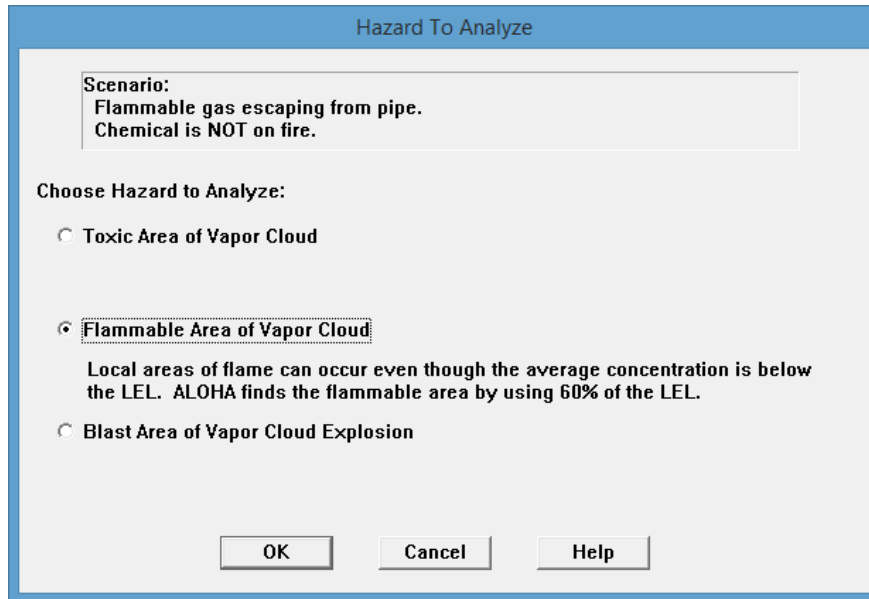 Hazard To Analyze
Scenario:
Flammable gas escaping from pipe.
Chemical is NOT on fire.
Choose Hazard to Analyze:
Toxic Area of Vapor Cloud
Flammable Area of Vapor Cloud
Local areas of flame can occur even though the average concentration is below
the LEL. ALOHA finds the flammable area by using 60% of the LEL.
Blast Area of Vapor Cloud Explosion
OK Cancel Help